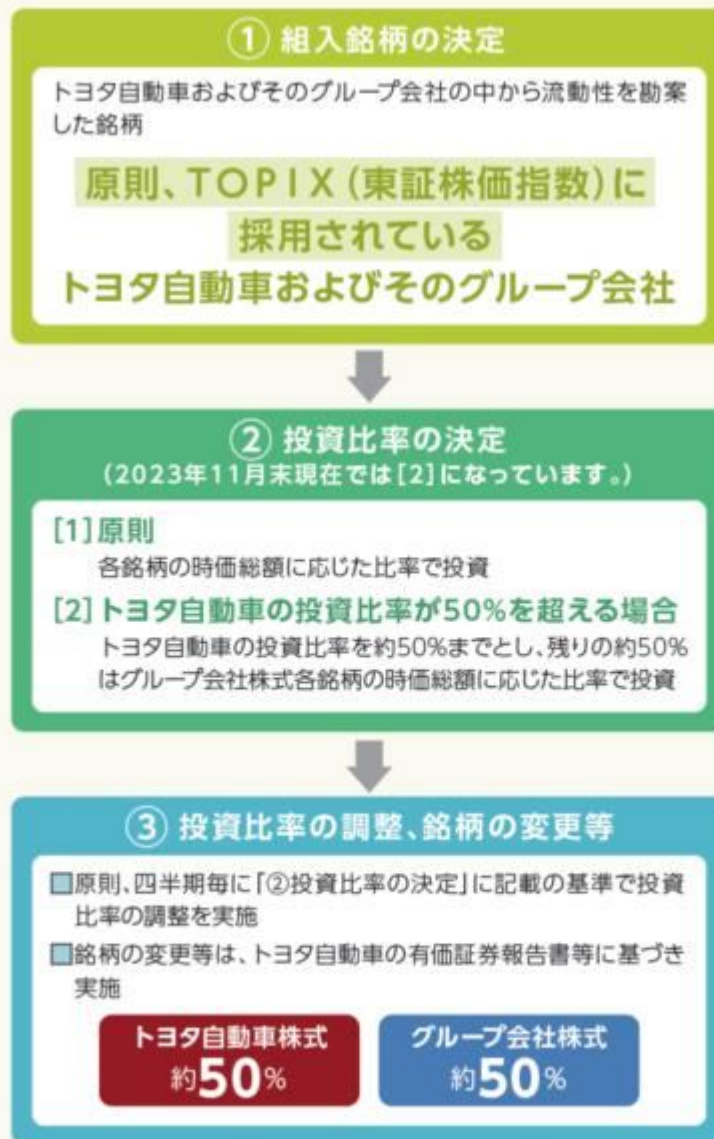 ① 組入銘柄の決定
トヨタ自動車およびそのグループ会社の中から流動性を勘案
した銘柄
原則、TOPIX(東証株価指数)に
採用されている
トヨタ自動車およびそのグループ会社
② 投資比率の決定
(2023年11月末現在では[2]になっています。)
[1]原則
各銘柄の時価総額に応じた比率で投資
[2]トヨタ自動車の投資比率が50%を超える場合
トヨタ自動車の投資比率を約50%までとし、残りの約50%
はグループ会社株式各銘柄の時価総額に応じた比率で投資
③ 投資比率の調整、銘柄の変更等
■原則、四半期毎に「②投資比率の決定」に記載の基準で投資
比率の調整を実施
■銘柄の変更等は、トヨタ自動車の有価証券報告書等に基づき
実施
トヨタ自動車株式
約50%
グループ会社株式
約50%